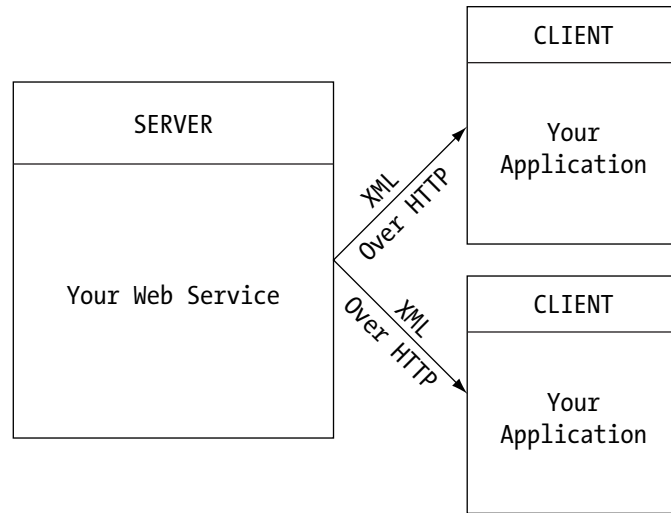 SERVER
Your Web Service
XML
Over HTTP
XML
Over HTTP
CLIENT
Your
Application
CLIENT
Your
Application